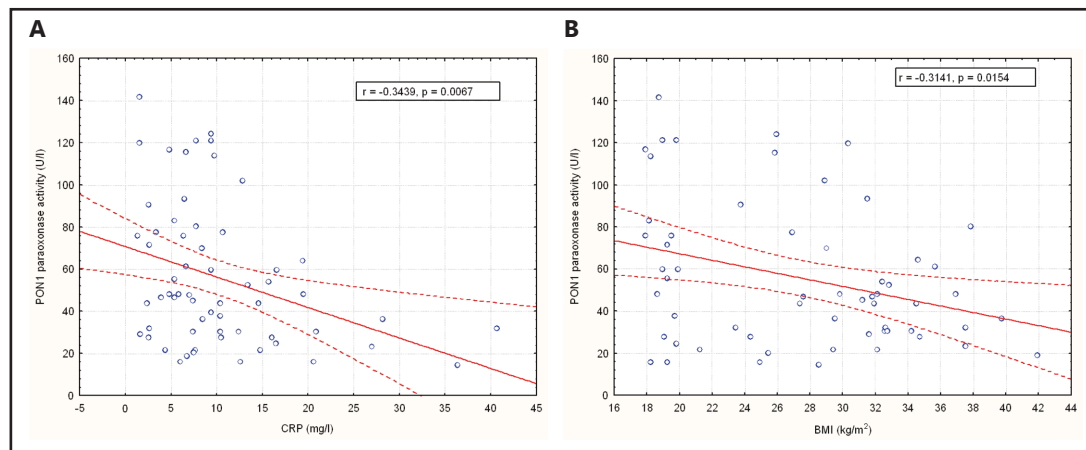 A
160
140
120
100
80
60
40
20
0
PON1 paraoxonase activity (U/l)
r = -0.3439, p = 0.0067
-5 0 5 10 15 20 25 30 35 40 45
CRP (mg/l)
B
160
140
120
100
80
60
40
20
0
PON1 paraoxonase activity (U/l)
r = -0.3141, p = 0.0154
16 18 20 22 24 26 28 30 32 34 36 38 40 42 44
BMI (kg/m²)